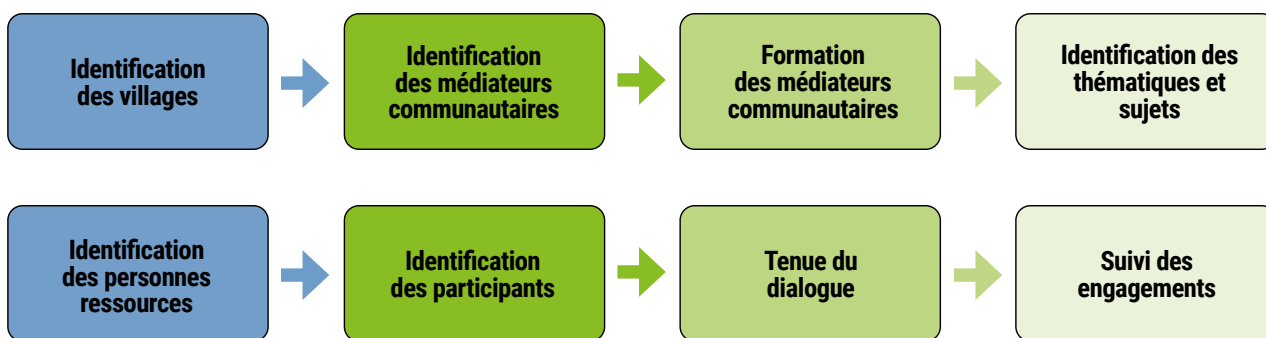 Identification
des villages
Identification
des médiateurs
communautaires
Formation
des médiateurs
communautaires
Identification des
thématiques et
sujets
Identification
des personnes
ressources
Identification
des participants
Tenue du
dialogue
Suivi des
engagements